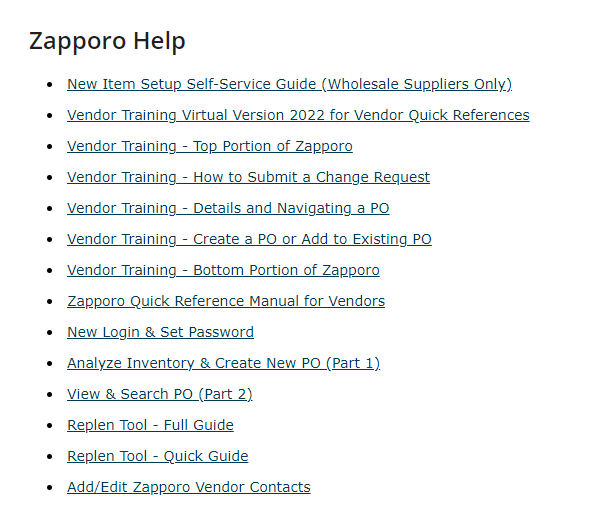 Zapporo Help
New Item Setup Self-Service Guide (Wholesale Suppliers Only)
Vendor Training Virtual Version 2022 for Vendor Quick References
Vendor Training - Top Portion of Zapporo
Vendor Training - How to Submit a Change Request
Vendor Training - Details and Navigating a PO
Vendor Training - Create a PO or Add to Existing PO
Vendor Training - Bottom Portion of Zapporo
Zapporo Quick Reference Manual for Vendors
New Login & Set Password
Analyze Inventory & Create New PO (Part 1)
View & Search PO (Part 2)
Replen Tool - Full Guide
Replen Tool - Quick Guide
Add/Edit Zapporo Vendor Contacts